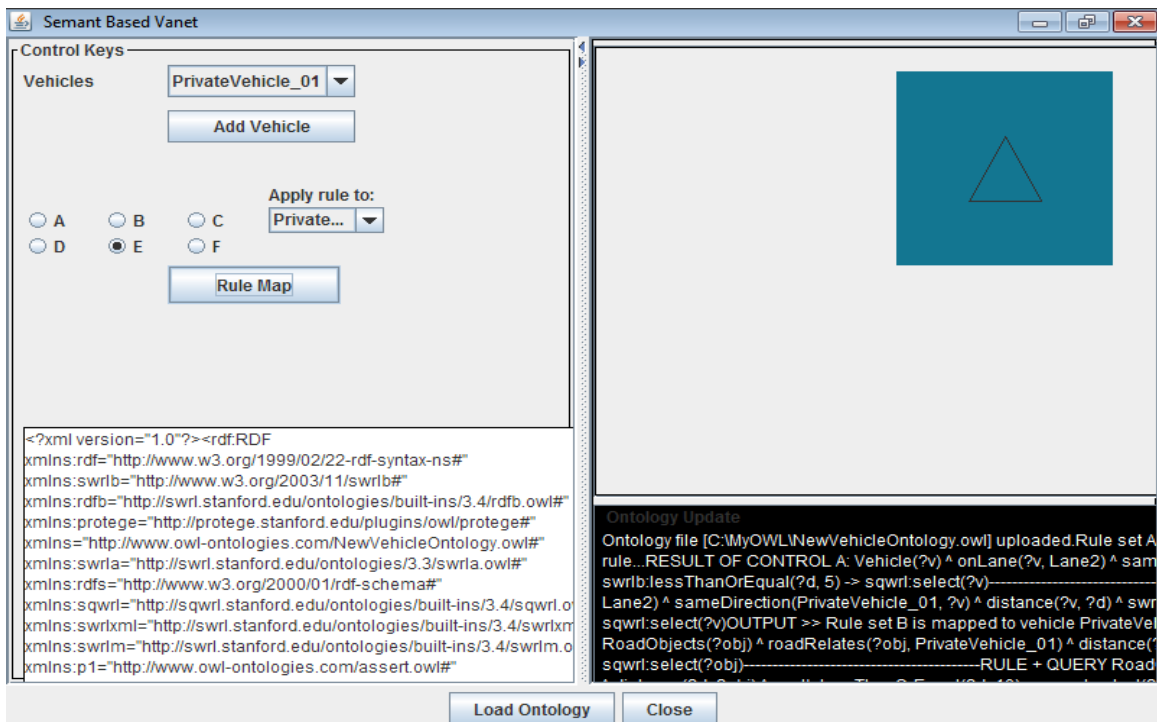 Semant Based Vanet
Control Keys
Vehicles
PrivateVehicle_01
Add Vehicle
Apply rule to:
A
B
C
Private...
D
E
F
Rule Map
<?xml version="1.0"?><rdf:RDF
xmlns:rdf="http://www.w3.org/1999/02/22-rdf-syntax-ns#"
xmlns:swrlb="http://www.w3.org/2003/11/swrlb#"
xmlns:rdfb="http://swrl.stanford.edu/ontologies/built-ins/3.4/rdfb.owl#"
xmlns:protege="http://protege.stanford.edu/plugins/owl/protege#"
xmlns="http://www.owl-ontologies.com/NewVehicleOntology.owl#"
xmlns:swrla="http://swrl.stanford.edu/ontologies/3.3/swrla.owl#"
xmlns:rdfs="http://www.w3.org/2000/01/rdf-schema#"
xmlns:sqwrl="http://sqwrl.stanford.edu/ontologies/built-ins/3.4/sqwrl.o
xmlns:swrlxml="http://swrl.stanford.edu/ontologies/built-ins/3.4/swrlxm
xmlns:swrlm="http://swrl.stanford.edu/ontologies/built-ins/3.4/swrlm.o
xmlns:p1="http://www.owl-ontologies.com/assert.owl#"
Ontology Update
Ontology file [C:\MyOWL\NewVehicleOntology.owl] uploaded.Rule set A
rule...RESULT OF CONTROL A: Vehicle(?v) ^ onLane(?v, Lane2) ^ sam
swrlb:lessThanOrEqual(?d, 5) -> sqwrl:select(?v)------------------------------
Lane2) ^ sameDirection(PrivateVehicle_01, ?v) ^ distance(?v, ?d) ^ swr
sqwrl:select(?v)OUTPUT >> Rule set B is mapped to vehicle PrivateVel
RoadObjects(?obj) ^ roadRelates(?obj, PrivateVehicle_01) ^ distance(?
sqwrl:select(?obj)------------------------------------------RULE + QUERY Road
Load Ontology
Close